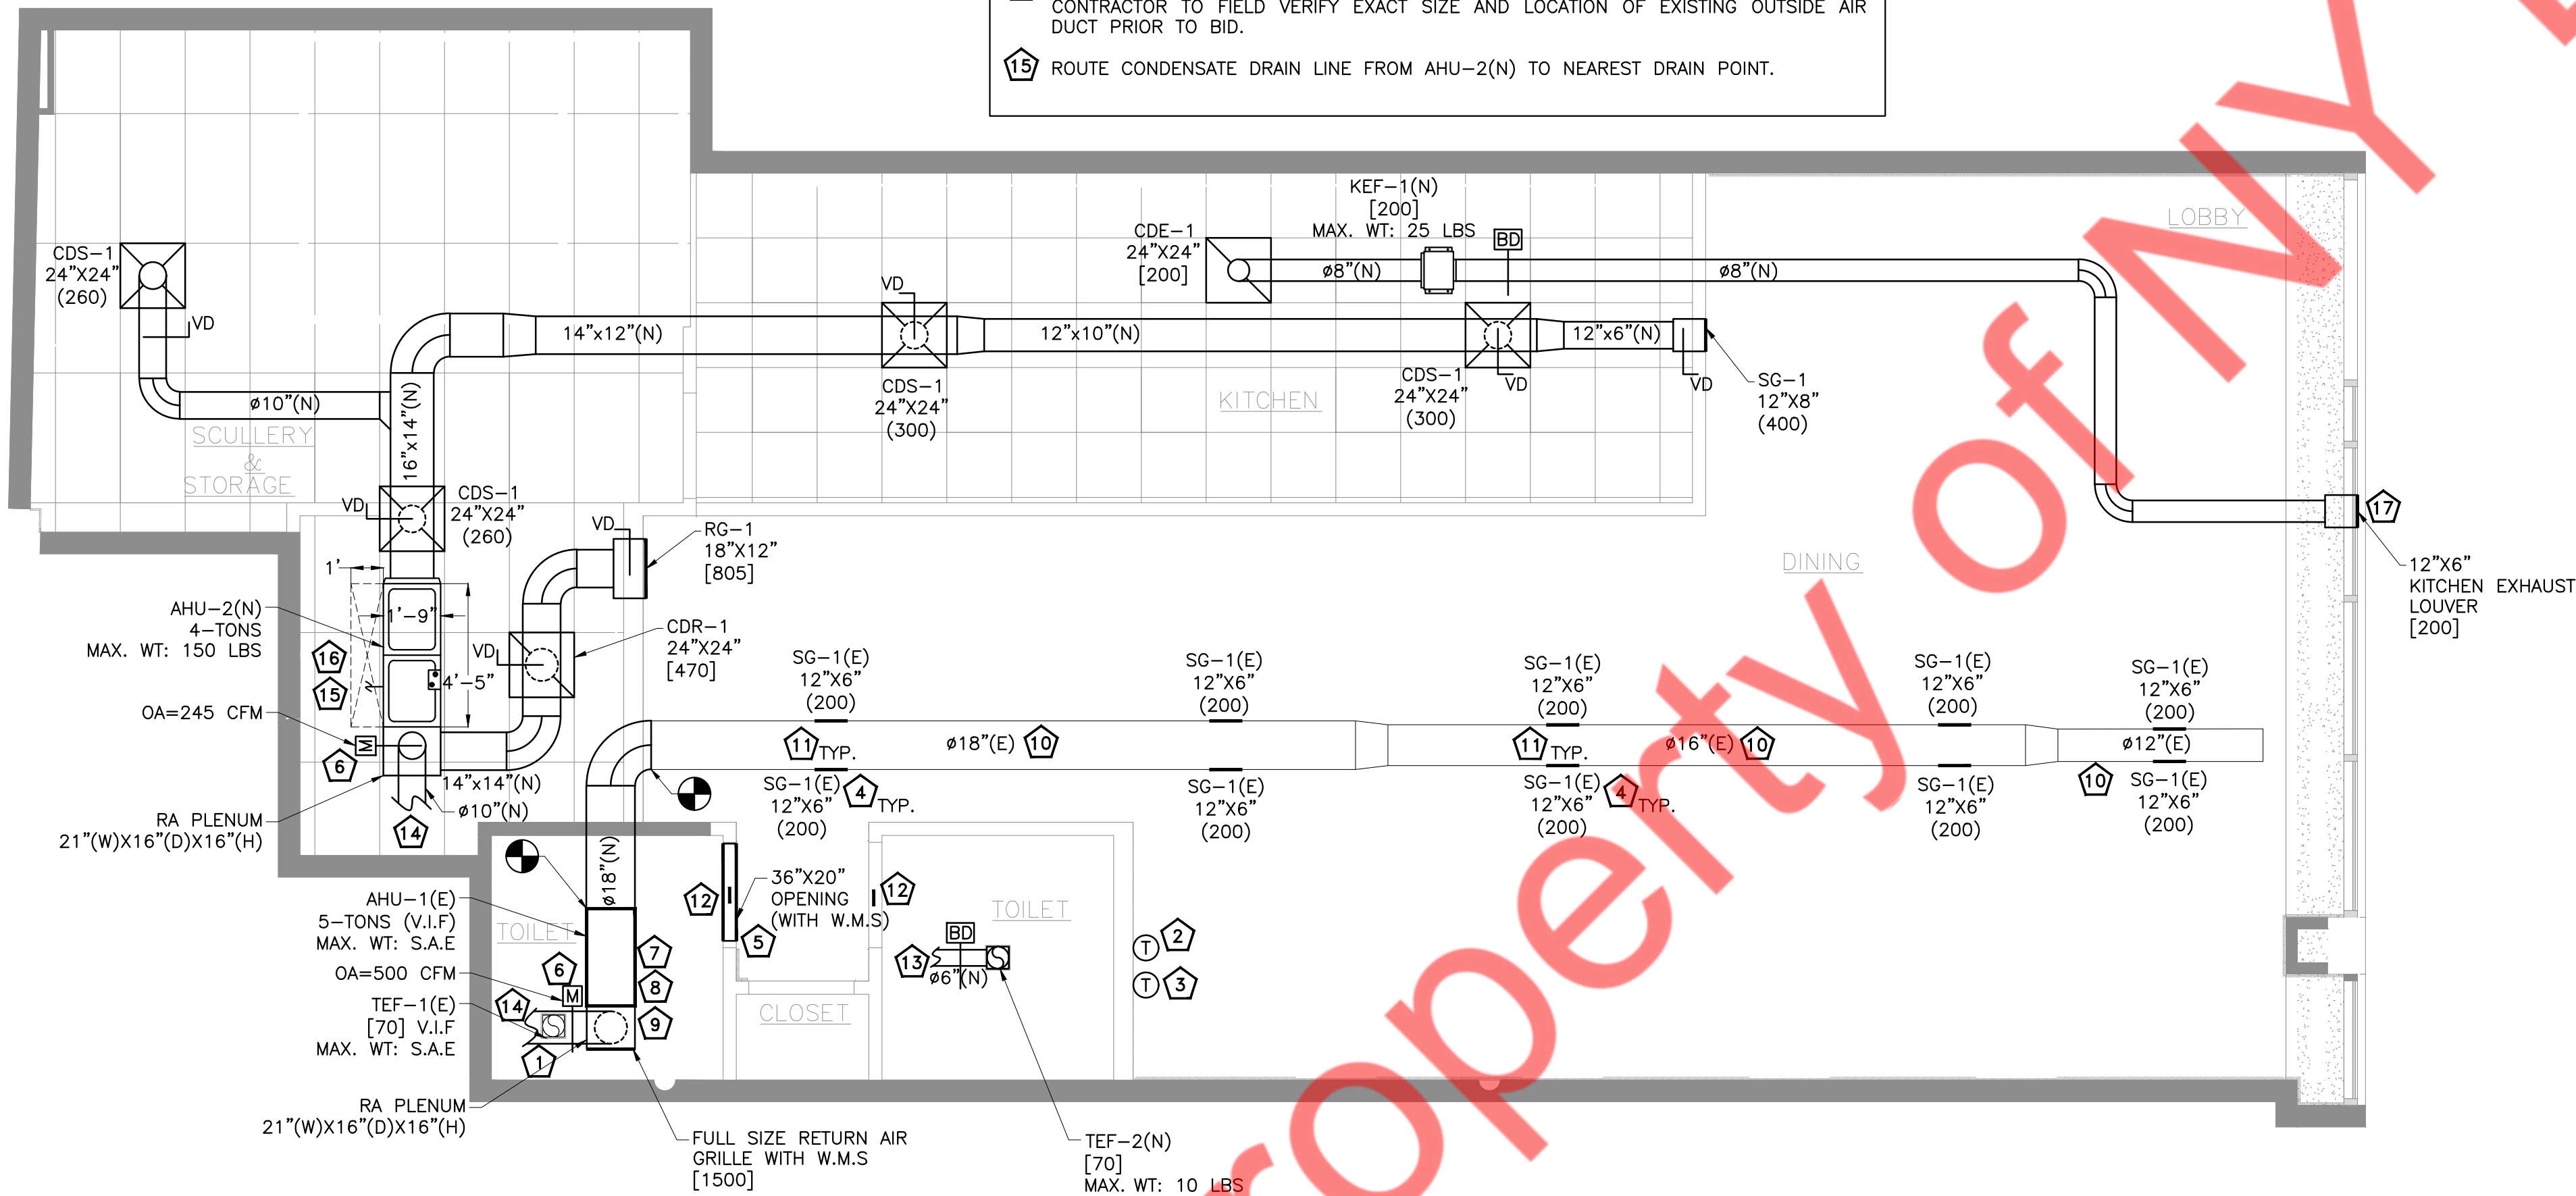 CONTRACTOR TO FIELD VERIFY EXACT SIZE AND LOCATION OF EXISTING OUTSIDE AIR
DUCT PRIOR TO BID.
15 ROUTE CONDENSATE DRAIN LINE FROM AHU-2(N) TO NEAREST DRAIN POINT.
KEF-1(N)
[200]
MAX. WT: 25 LBS
LOBBY
CDS-1
24"X24"
(260)
VD
CDE-1
24"X24"
[200]
BD
ø8"(N)
ø8"(N)
VD
14"x12"(N)
12"x10"(N)
12"x6"(N)
CDS-1
24"X24"
(300)
CDS-1
24"X24"
(300)
VD
VD
SG-1
12"X8"
(400)
KITCHEN
ø10"(N)
16"x14"(N)
SCULLERY
&
STORAGE
VD
CDS-1
24"X24"
(260)
VD
RG-1
18"X12"
[805]
17
12"X6"
KITCHEN EXHAUST
LOUVER
[200]
DINING
1'
1'-9"
4'-5"
AHU-2(N)
4-TONS
MAX. WT: 150 LBS
16
15
VD
CDR-1
24"X24"
[470]
OA=245 CFM
M
6
14"x14"(N)
ø10"(N)
14
RA PLENUM
21"(W)X16"(D)X16"(H)
SG-1(E)
12"X6"
(200)
SG-1(E)
12"X6"
(200)
SG-1(E)
12"X6"
(200)
SG-1(E)
12"X6"
(200)
SG-1(E)
12"X6"
(200)
11 TYP.
ø18"(E) 10
11 TYP.
ø16"(E) 10
ø12"(E)
10
SG-1(E)
12"X6"
(200)
4 TYP.
SG-1(E)
12"X6"
(200)
SG-1(E)
12"X6"
(200)
4 TYP.
SG-1(E)
12"X6"
(200)
SG-1(E)
12"X6"
(200)
ø18"(N)
12
36"X20"
OPENING
(WITH W.M.S)
5
12
TOILET
AHU-1(E)
5-TONS (V.I.F)
MAX. WT: S.A.E
TOILET
7
8
9
6
OA=500 CFM
M
14
TEF-1(E)
[70] V.I.F
MAX. WT: S.A.E
1
BD
13
ø6"(N)
T 2
T 3
CLOSET
RA PLENUM
21"(W)X16"(D)X16"(H)
FULL SIZE RETURN AIR
GRILLE WITH W.M.S
[1500]
TEF-2(N)
[70]
MAX. WT: 10 LBS
roperty of NY